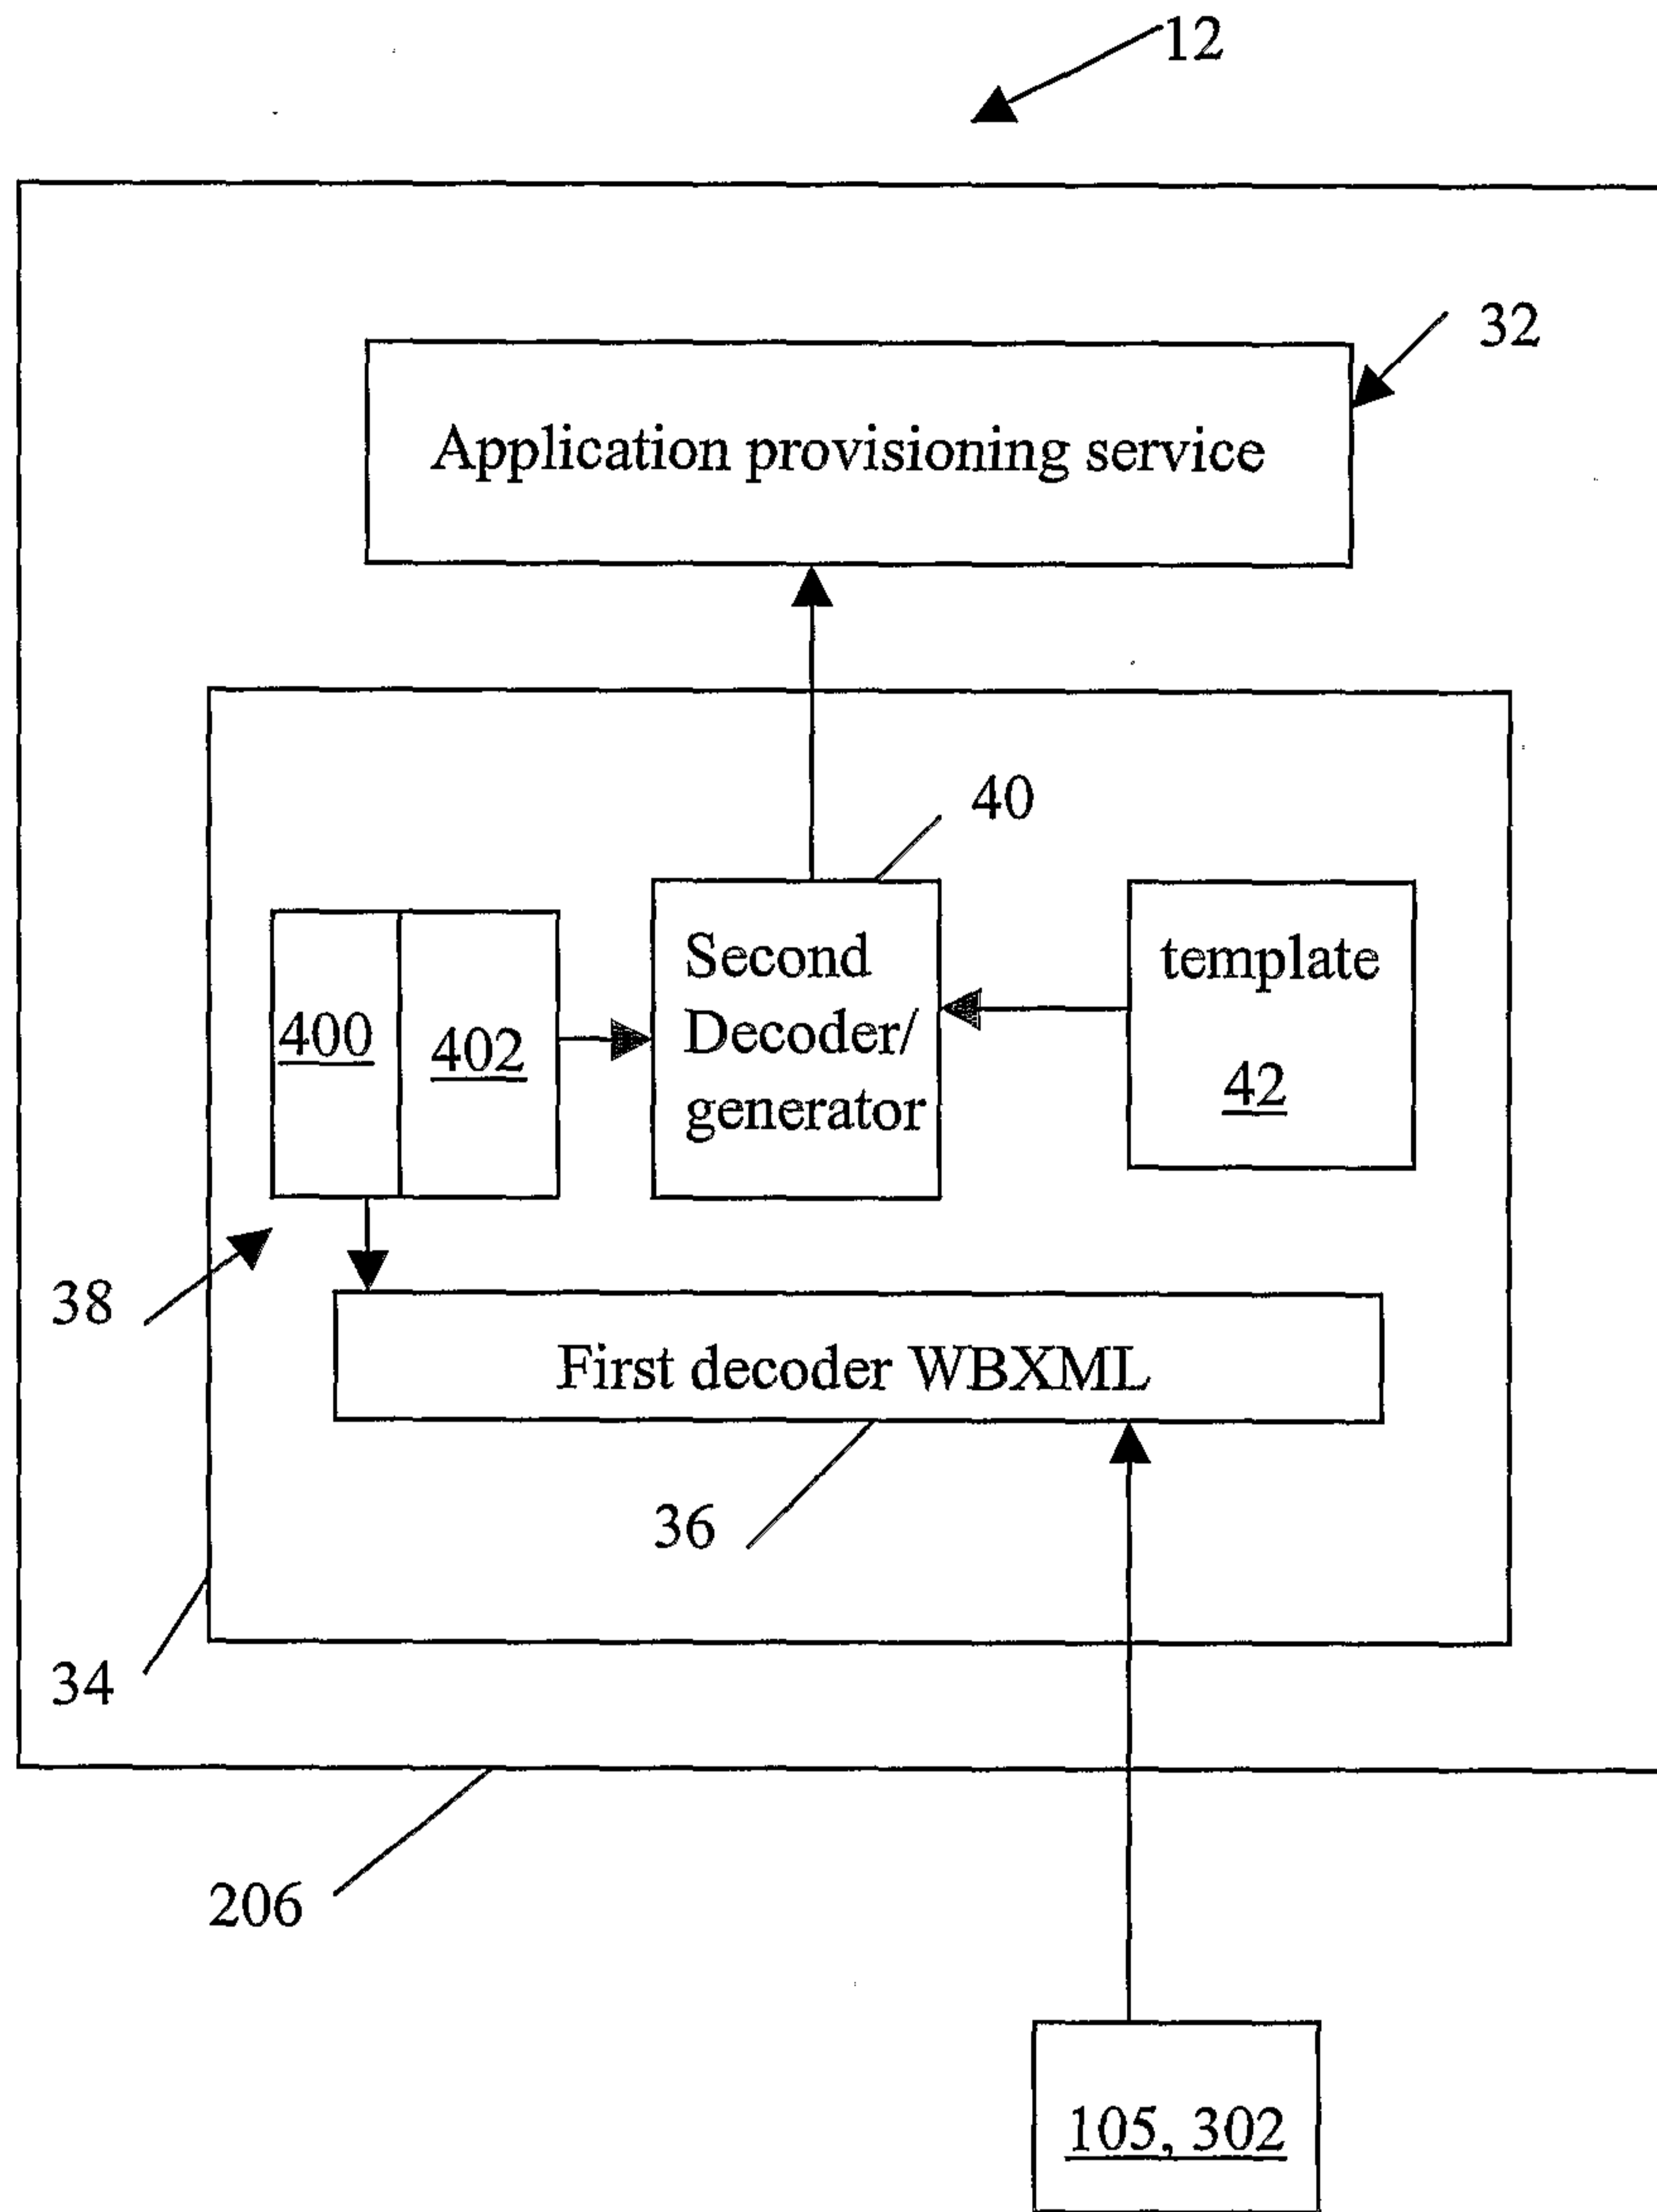 12
32
Application provisioning service
40
Second
Decoder/
generator
template
42
400
402
38
First decoder WBXML
36
34
206
105, 302